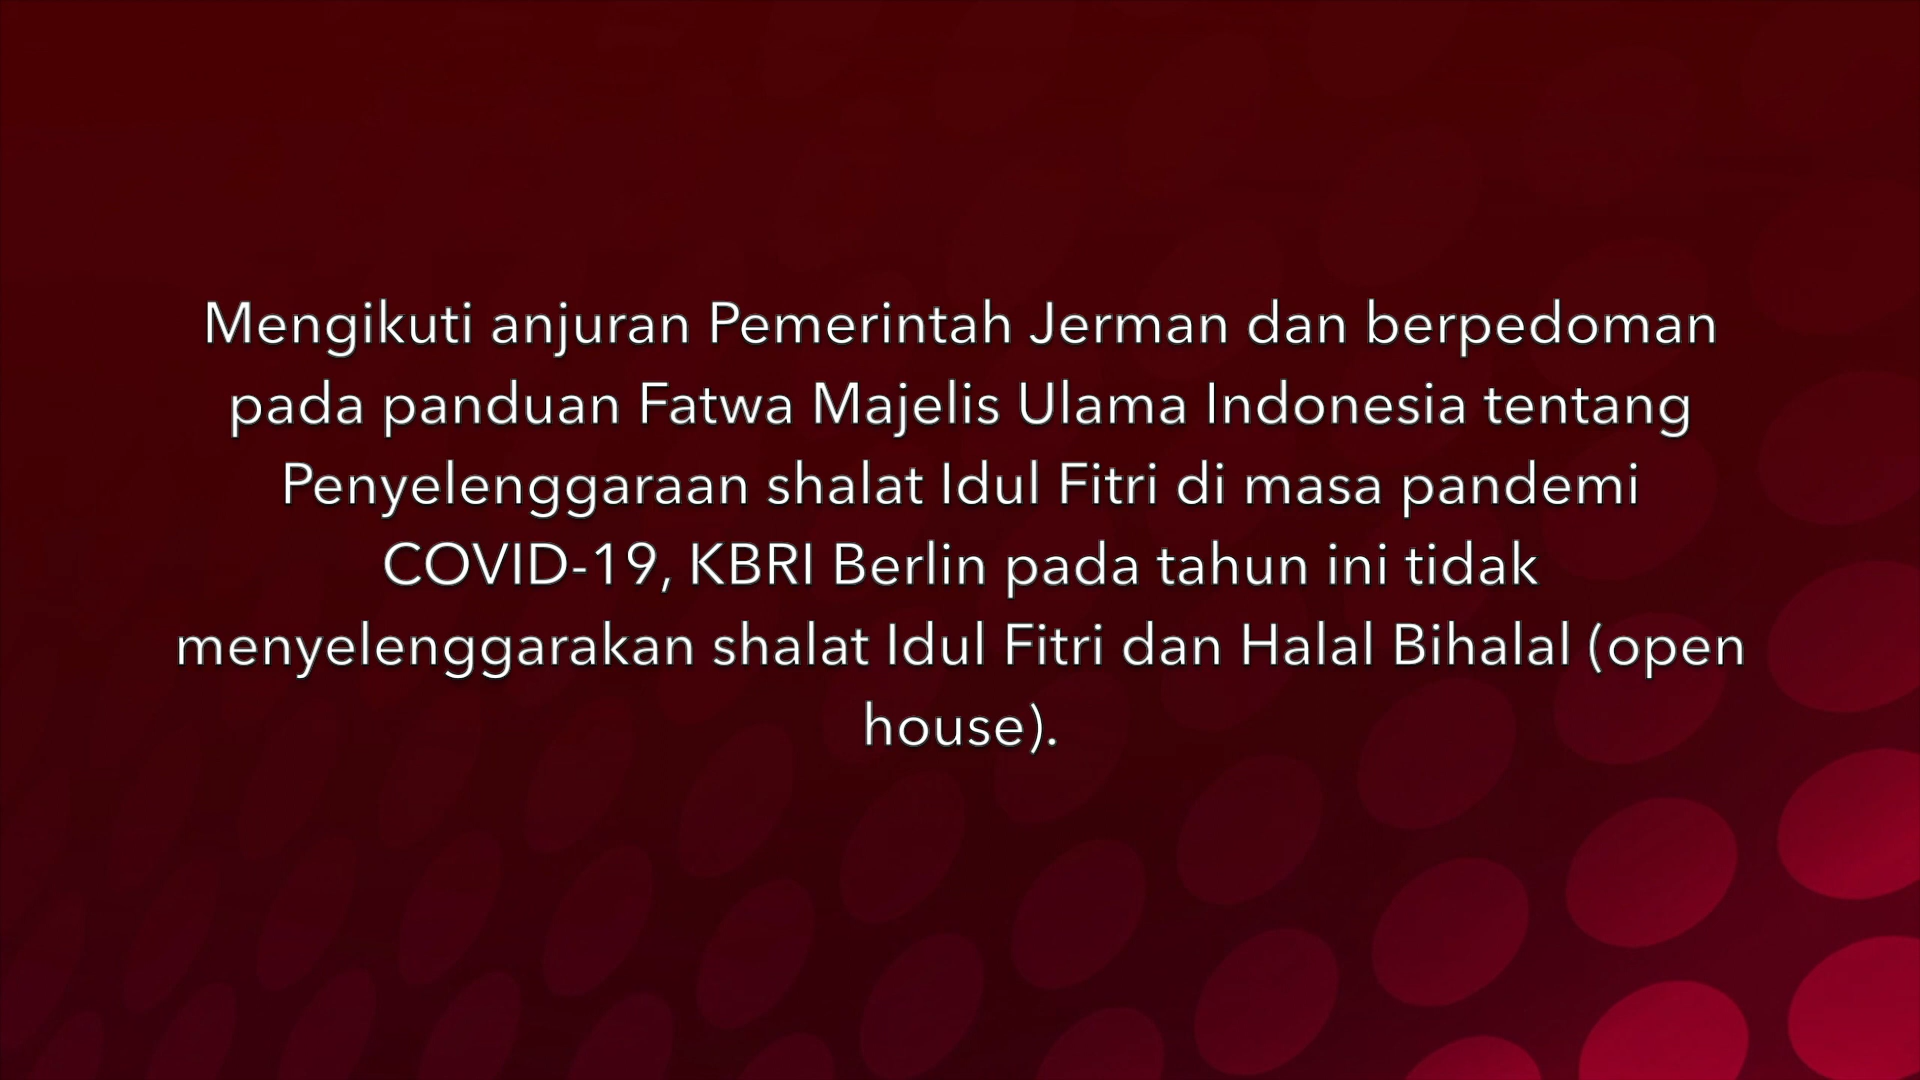 Mengikuti anjuran Pemerintah Jerman dan berpedoman
pada panduan Fatwa Majelis Ulama Indonesia tentang
Penyelenggaraan shalat Idul Fitri di masa pandemi
COVID-19, KBRI Berlin pada tahun ini tidak
menyelenggarakan shalat Idul Fitri dan Halal Bihalal (open
house).